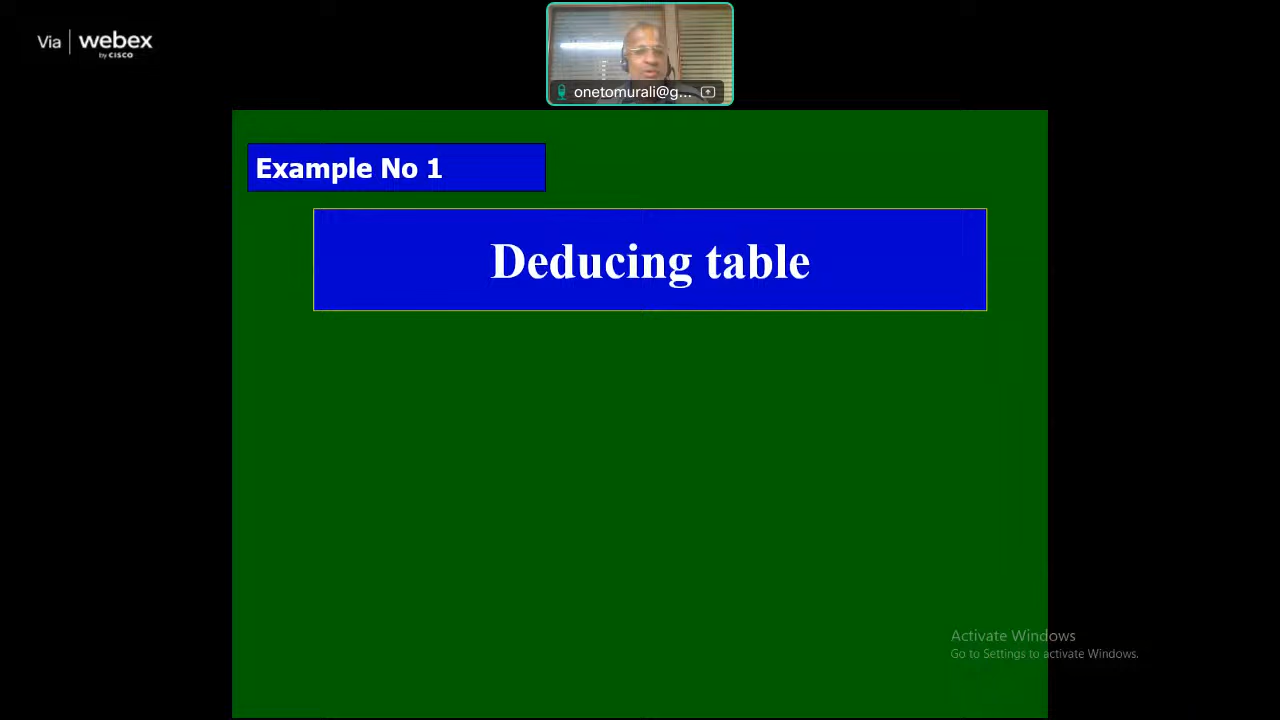 Via webex
by CISCO
onetomurali@g...
Example No 1
Deducing table
Activate Windows
Go to Settings to activate Windows.